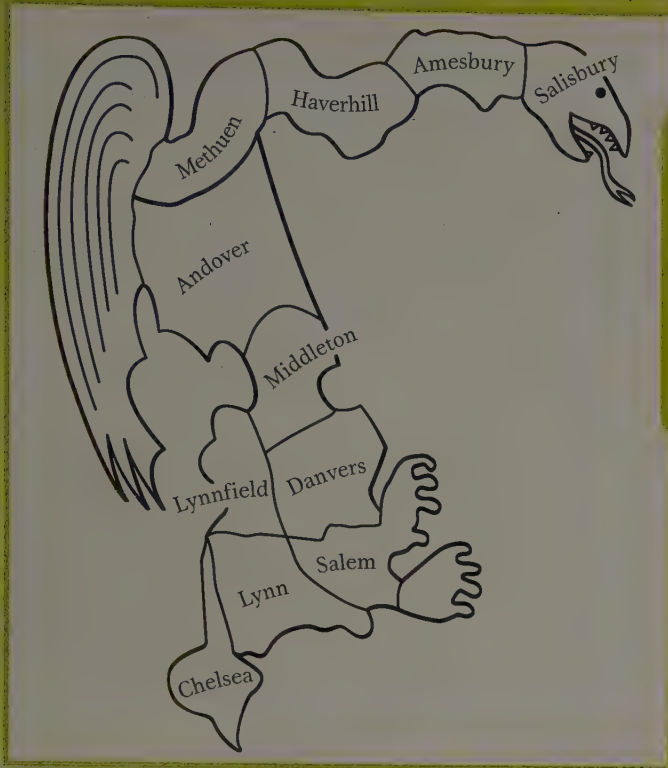 Amesbury
Salisbury
Haverhill
Methuen
Andover
Middleton
Danvers
Lynnfield
Salem
Lynn
Chelsea